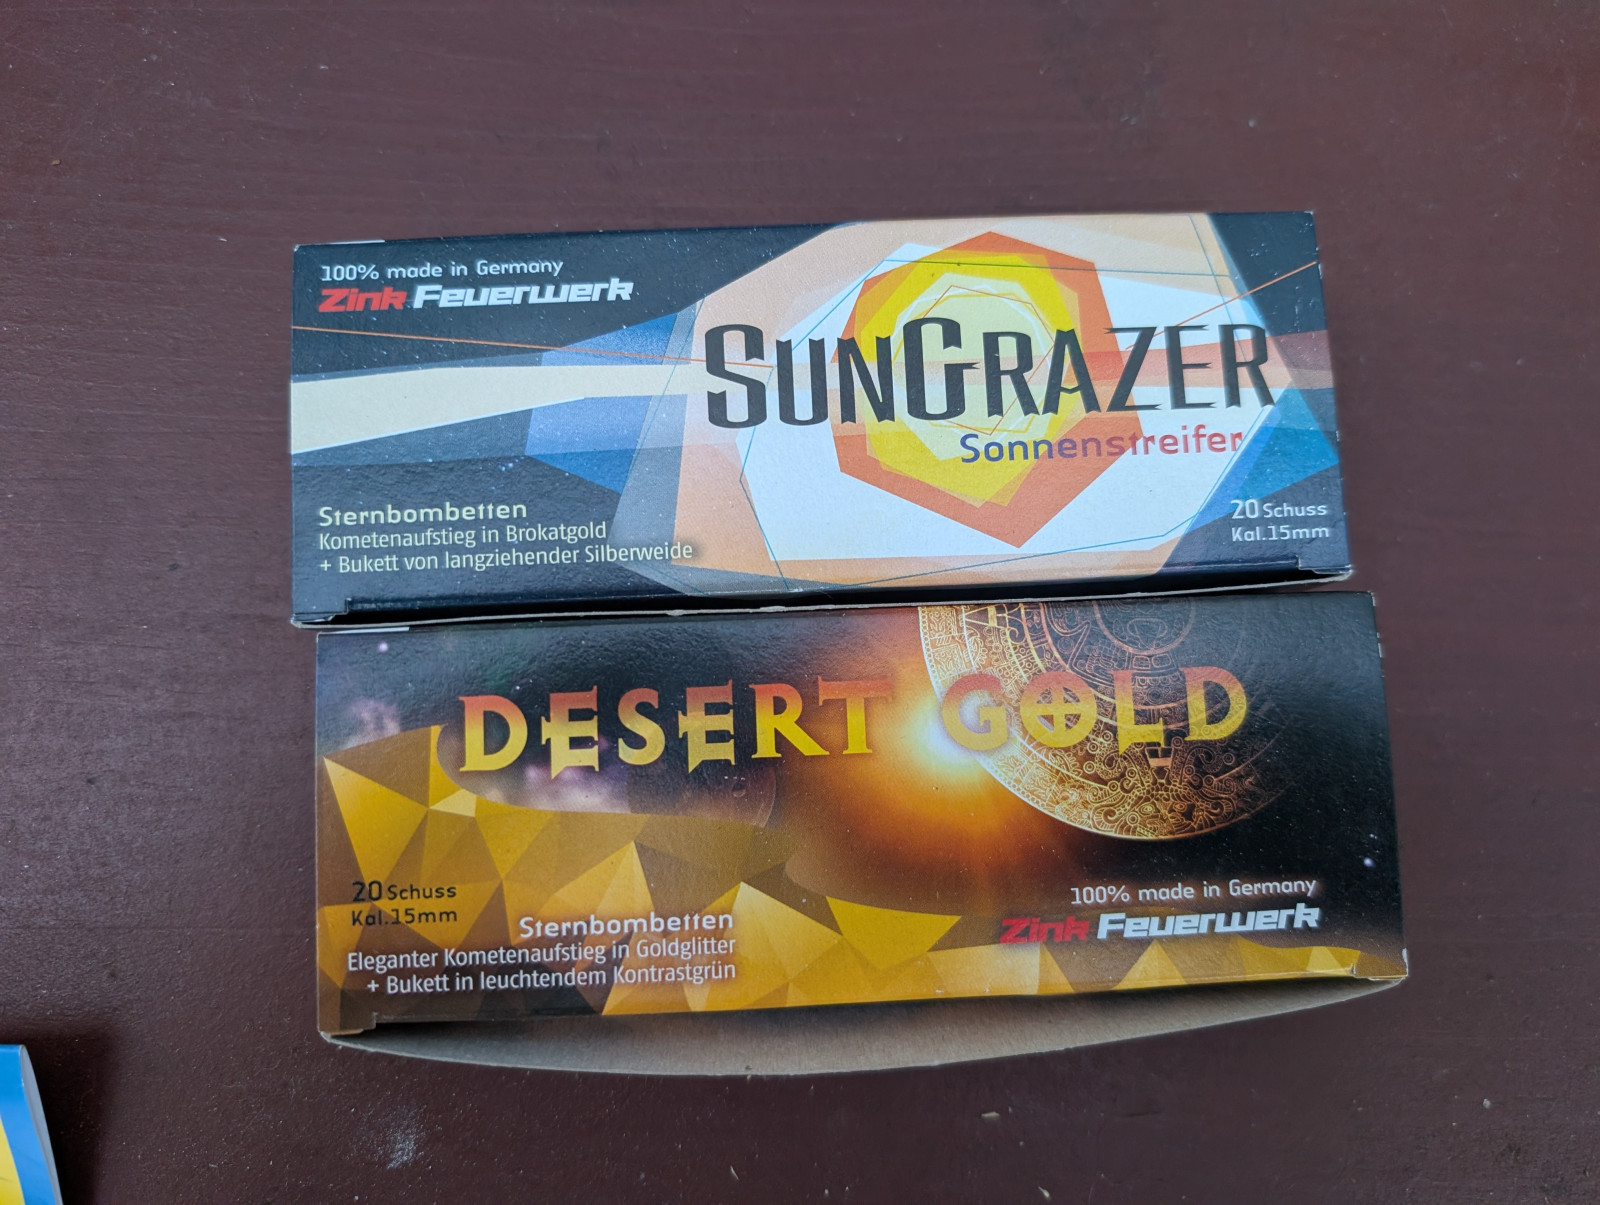 100% made in Germany
Zink Feuerwerk
SUNGRAZER
Sonnenstreifer
Sternbombetten
Kometenaufstieg in Brokatgold
+ Bukett von langziehender Silberweide
20 Schuss
Kal.15mm
DESERT GOLD
20 Schuss
Kal.15mm
Sternbombetten
Eleganter Kometenaufstieg in Goldglitter
+ Bukett in leuchtendem Kontrastgrün
100% made in Germany
Zink Feuerwerk